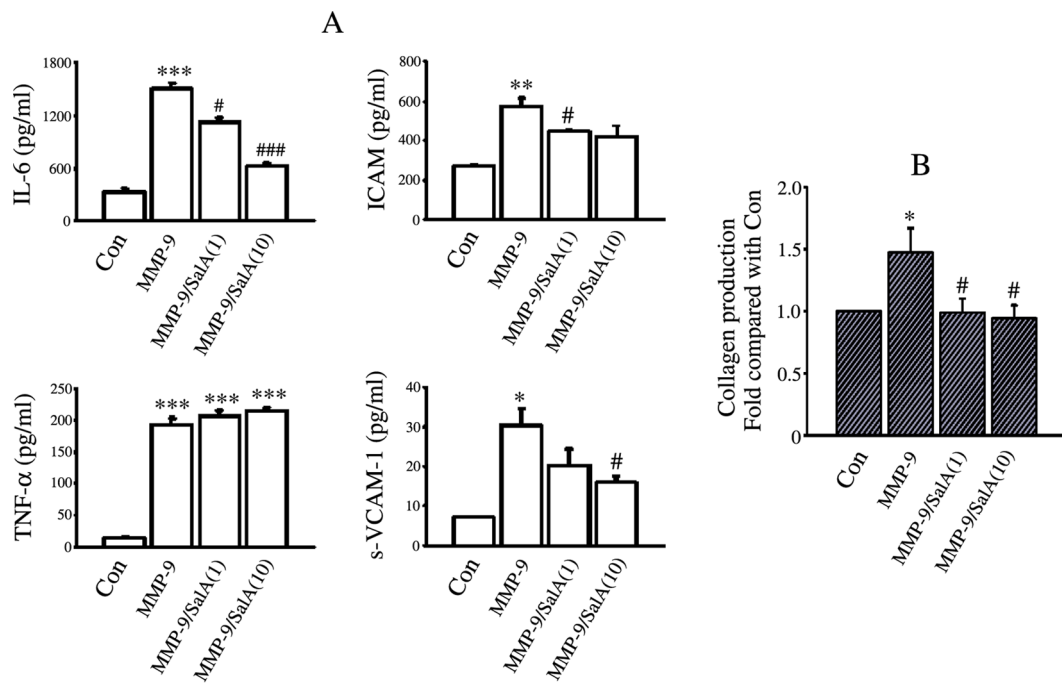 A
IL-6 (pg/ml)
1800
1200
600
0
***
#
###
Con
MMP-9
MMP-9/SalA(1)
MMP-9/SalA(10)
ICAM (pg/ml)
800
600
400
200
0
**
#
Con
MMP-9
MMP-9/SalA(1)
MMP-9/SalA(10)
TNF-α (pg/ml)
250
200
150
100
50
0
***
***
***
Con
MMP-9
MMP-9/SalA(1)
MMP-9/SalA(10)
s-VCAM-1 (pg/ml)
40
30
20
10
0
*
#
Con
MMP-9
MMP-9/SalA(1)
MMP-9/SalA(10)
B
Collagen production
Fold compared with Con
2.0
1.5
1.0
0.5
0
*
#
#
Con
MMP-9
MMP-9/SalA(1)
MMP-9/SalA(10)